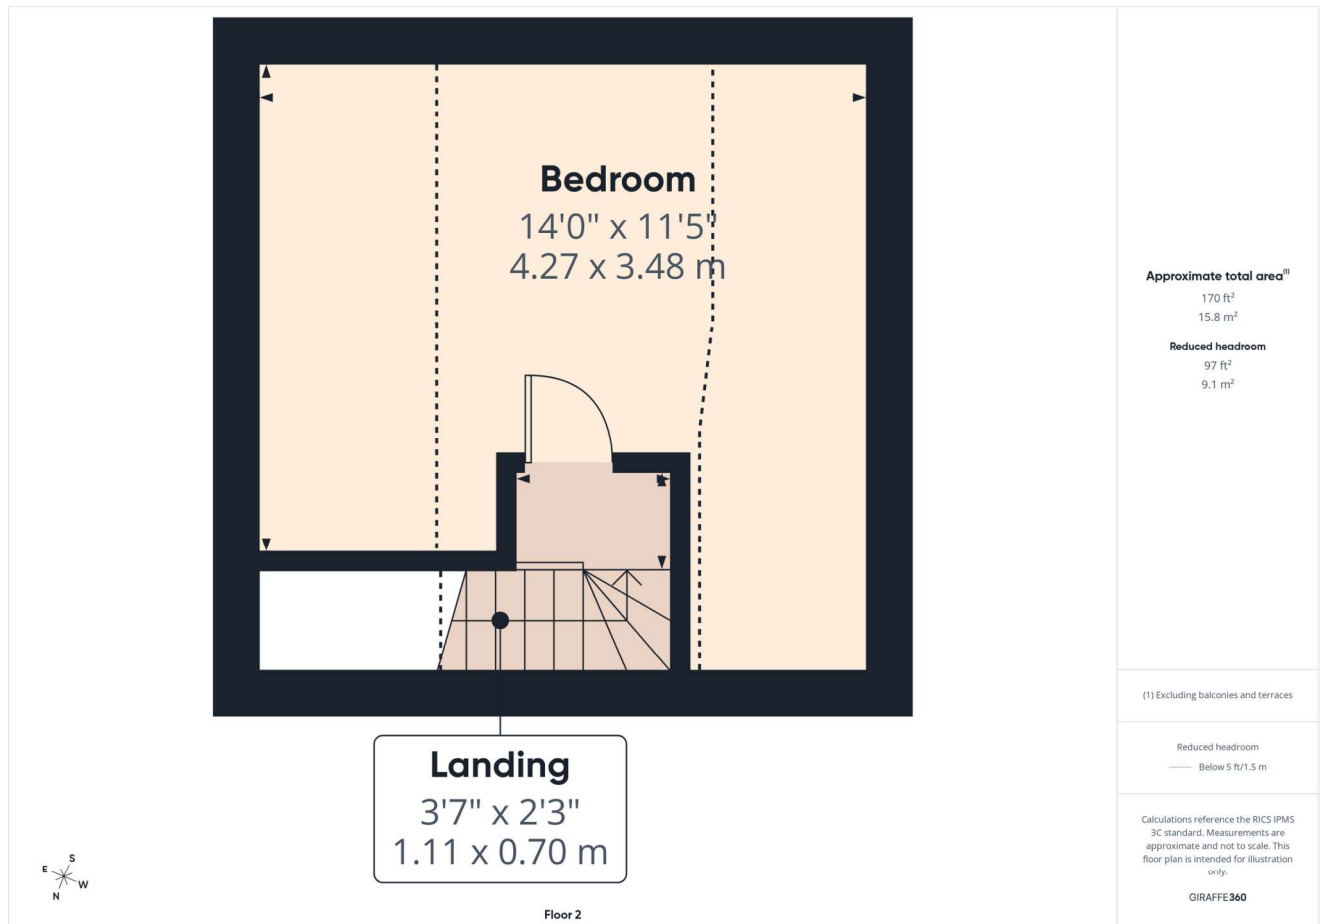 Bedroom
14'0" x 11'5"
4.27 x 3.48 m
Landing
3'7" x 2'3"
1.11 x 0.70 m
Floor 2
S
E
W
N
Approximate total area(1)
170 ft²
15.8 m²
Reduced headroom
97 ft²
9.1 m²
(1) Excluding balconies and terraces
Reduced headroom
Below 5 ft/1.5 m
Calculations reference the RICS IPMS
3C standard. Measurements are
approximate and not to scale. This
floor plan is intended for illustration
only.
GIRAFFE360